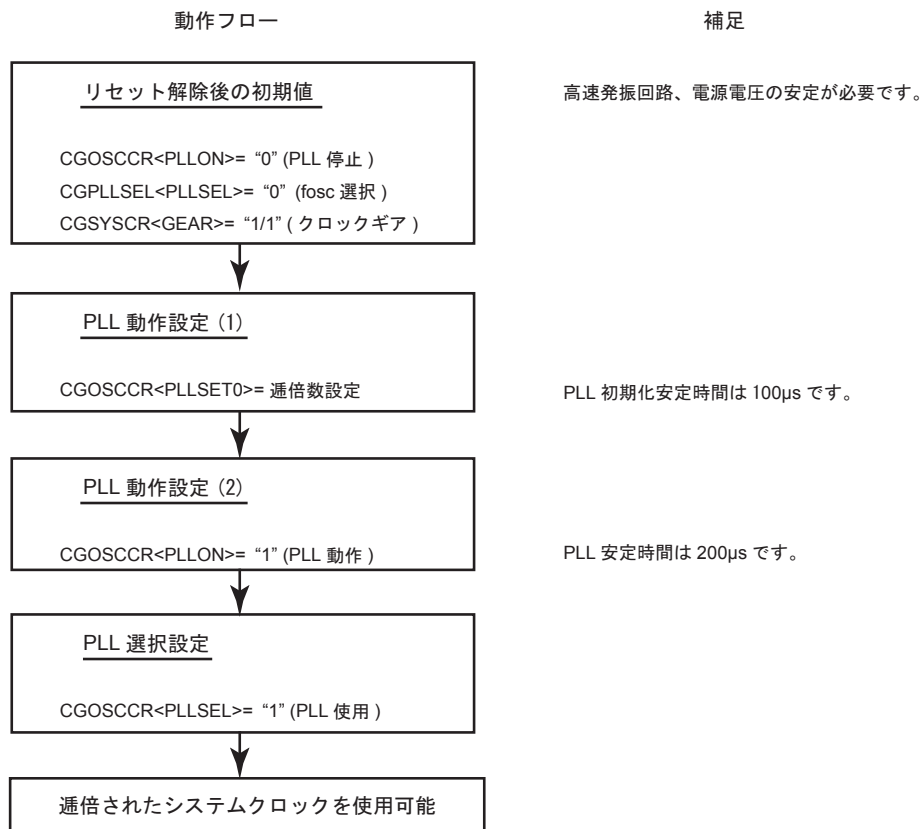 動作フロー
補足
リセット解除後の初期値
高速発振回路、電源電圧の安定が必要です。
CGOSCCR<PLLON>= “0” (PLL 停止 )
CGPLLSEL<PLLSEL>= “0” (fosc 選択 )
CGSYSCR<GEAR>= “1/1” ( クロックギア )
PLL 動作設定 (1)
CGOSCCR<PLLSET0>= 逓倍数設定
PLL 初期化安定時間は 100μs です。
PLL 動作設定 (2)
CGOSCCR<PLLON>= “1” (PLL 動作 )
PLL 安定時間は 200μs です。
PLL 選択設定
CGOSCCR<PLLSEL>= “1” (PLL 使用 )
逓倍されたシステムクロックを使用可能